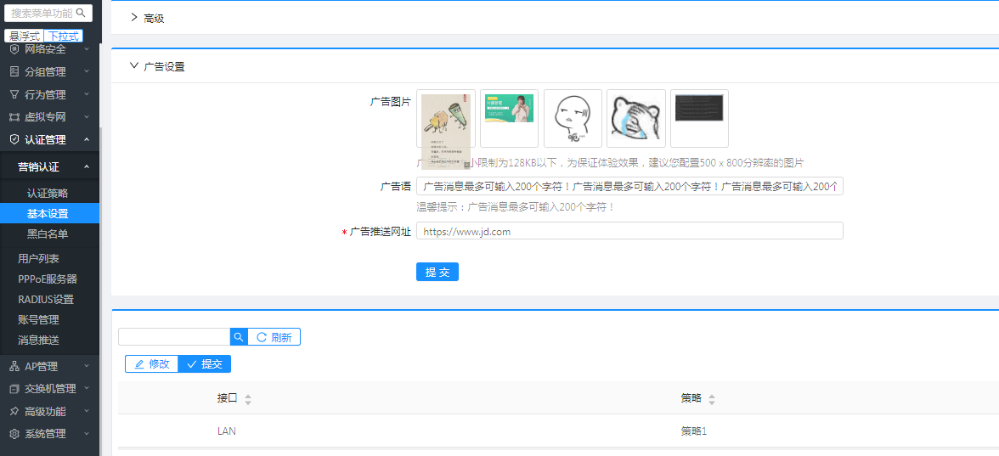 搜索菜单功能
悬浮式 下拉式
网络安全
分组管理
行为管理
虚拟专网
认证管理
营销认证
认证策略
基本设置
黑白名单
用户列表
PPPoE服务器
RADIUS设置
账号管理
消息推送
AP管理
交换机管理
高级功能
系统管理
高级
广告设置
广告图片
呃
小限制为128KB以下，为保证体验效果，建议您配置500 x 800分辨率的图片
广告语 广告消息最多可输入200个字符！广告消息最多可输入200个字符！广告消息最多可输入200个
温馨提示：广告消息最多可输入200个字符！
* 广告推送网址 https://www.jd.com
提 交
刷新
修改 提交
接口 策略
LAN 策略1